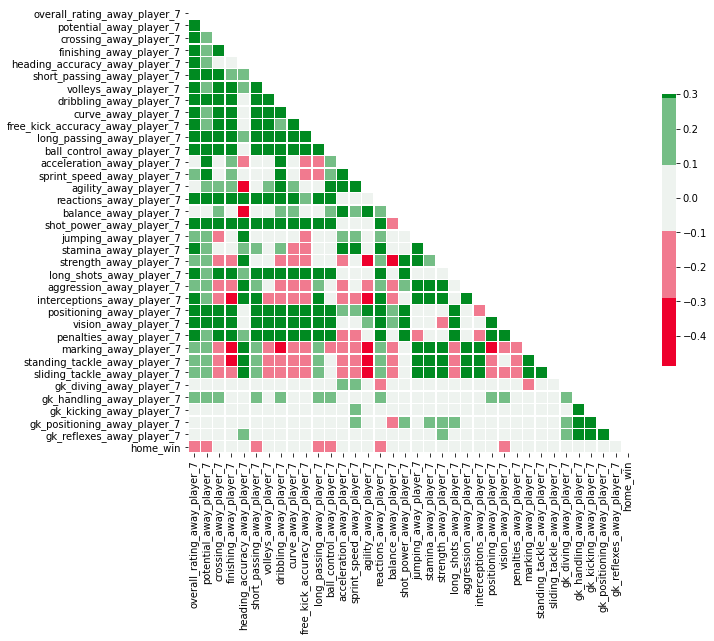 overall_rating_away_player_7
potential_away_player_7
crossing_away_player_7
finishing_away_player_7
heading_accuracy_away_player_7
short_passing_away_player_7
volleys_away_player_7
dribbling_away_player_7
curve_away_player_7
free_kick_accuracy_away_player_7
long_passing_away_player_7
ball_control_away_player_7
acceleration_away_player_7
sprint_speed_away_player_7
agility_away_player_7
reactions_away_player_7
balance_away_player_7
shot_power_away_player_7
jumping_away_player_7
stamina_away_player_7
strength_away_player_7
long_shots_away_player_7
aggression_away_player_7
interceptions_away_player_7
positioning_away_player_7
vision_away_player_7
penalties_away_player_7
marking_away_player_7
standing_tackle_away_player_7
sliding_tackle_away_player_7
gk_diving_away_player_7
gk_handling_away_player_7
gk_kicking_away_player_7
gk_positioning_away_player_7
gk_reflexes_away_player_7
home_win
overall_rating_away_player_7
potential_away_player_7
crossing_away_player_7
finishing_away_player_7
heading_accuracy_away_player_7
short_passing_away_player_7
volleys_away_player_7
dribbling_away_player_7
curve_away_player_7
free_kick_accuracy_away_player_7
long_passing_away_player_7
ball_control_away_player_7
acceleration_away_player_7
sprint_speed_away_player_7
agility_away_player_7
reactions_away_player_7
balance_away_player_7
shot_power_away_player_7
jumping_away_player_7
stamina_away_player_7
strength_away_player_7
long_shots_away_player_7
aggression_away_player_7
interceptions_away_player_7
positioning_away_player_7
vision_away_player_7
penalties_away_player_7
marking_away_player_7
standing_tackle_away_player_7
sliding_tackle_away_player_7
gk_diving_away_player_7
gk_handling_away_player_7
gk_kicking_away_player_7
gk_positioning_away_player_7
gk_reflexes_away_player_7
home_win
0.3
0.2
0.1
0.0
−0.1
−0.2
−0.3
−0.4